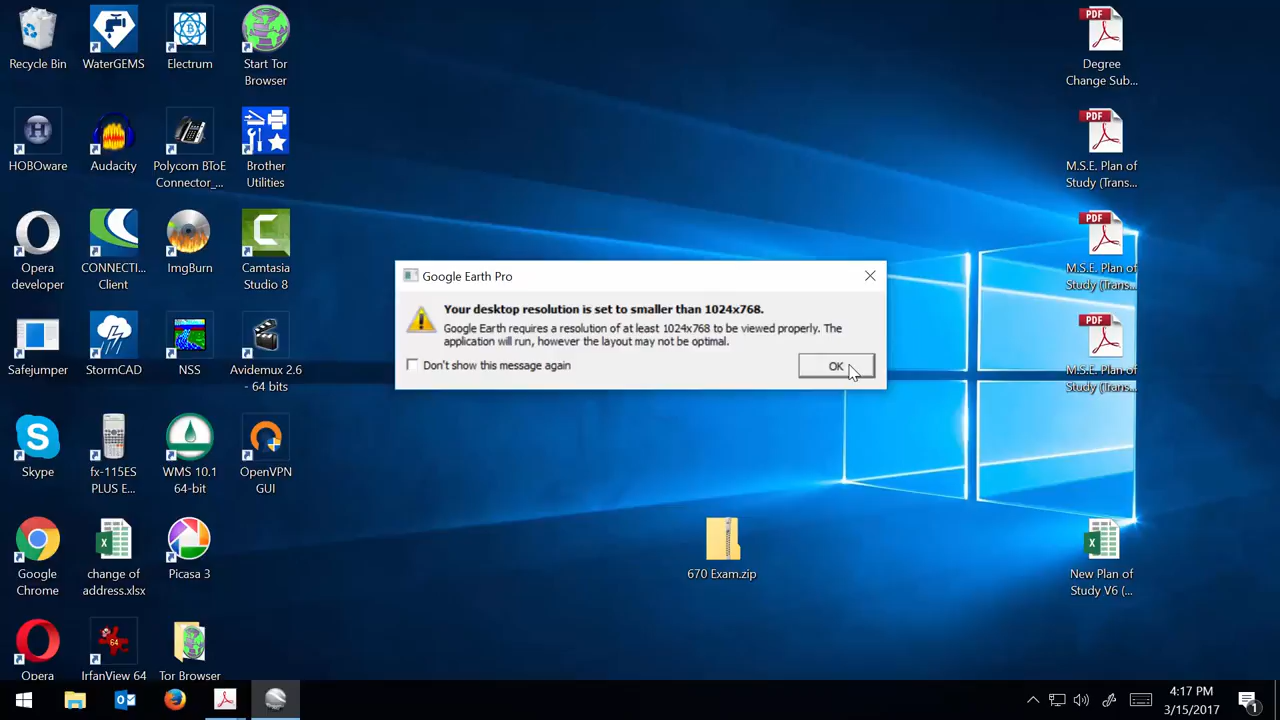 Recycle Bin
WaterGEMS
Electrum
Start Tor
Browser
HOBOware
Audacity
Polycom BToE
Connector_...
Brother
Utilities
Opera
developer
CONNECTI...
Client
ImgBurn
Camtasia
Studio 8
Safejumper
StormCAD
NSS
Avidemux 2.6
- 64 bits
Skype
fx-115ES
PLUS E...
WMS 10.1
64-bit
OpenVPN
GUI
Google
Chrome
change of
address.xlsx
Picasa 3
Opera
IrfanView 64
Tor Browser
Google Earth Pro
Your desktop resolution is set to smaller than 1024x768.
Google Earth requires a resolution of at least 1024x768 to be viewed properly. The
application will run, however the layout may not be optimal.
Don't show this message again
OK
670 Exam.zip
PDF
Degree
Change Sub...
PDF
M.S.E. Plan of
Study (Trans...
PDF
M.S.E. Plan of
Study (Trans...
PDF
M.S.E. Plan of
Study (Trans...
New Plan of
Study V6 (...
4:17 PM
3/15/2017
1